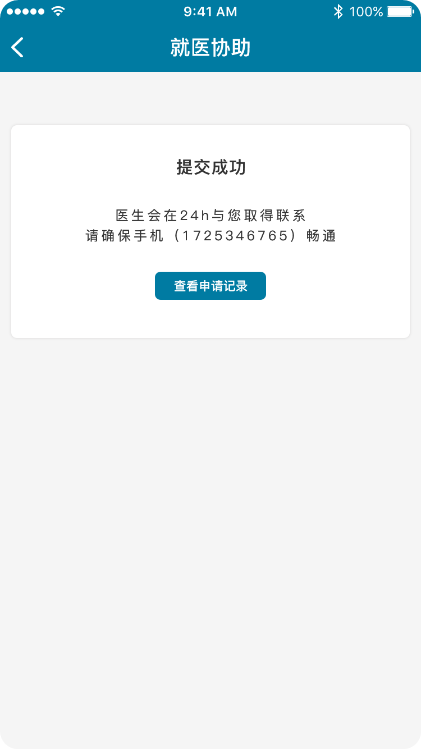 9:41 AM 100%
就医协助
提交成功
医生会在24h与您取得联系
请确保手机（1725346765）畅通
查看申请记录